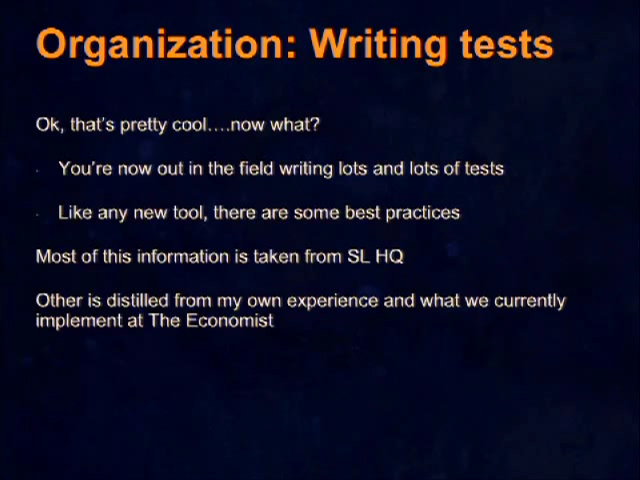 Organization: Writing tests
Ok, that's pretty cool....now what?
You're now out in the field writing lots and lots of tests
Like any new tool, there are some best practices
Most of this information is taken from SL HQ
Other is distilled from my own experience and what we currently
implement at The Economist